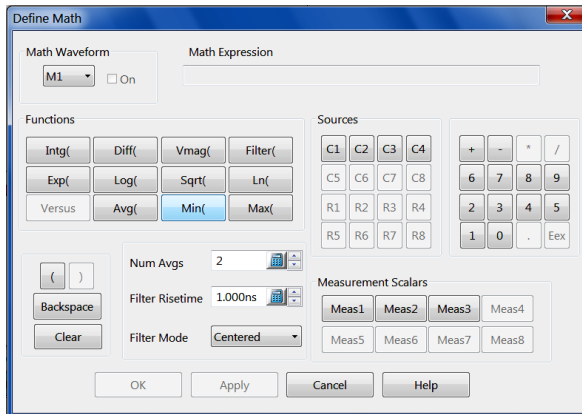 Define Math
Math Waveform
M1
On
Math Expression
Functions
Intg( Diff( Vmag( Filter(
Exp( Log( Sqrt( Ln(
Versus Avg( Min( Max(
Sources
C1 C2 C3 C4
C5 C6 C7 C8
R1 R2 R3 R4
R5 R6 R7 R8
+ - * /
6 7 8 9
2 3 4 5
1 0 . Eex
( )
Backspace
Clear
Num Avgs 2
Filter Risetime 1.000ns
Filter Mode Centered
Measurement Scalars
Meas1 Meas2 Meas3 Meas4
Meas5 Meas6 Meas7 Meas8
OK Apply Cancel Help